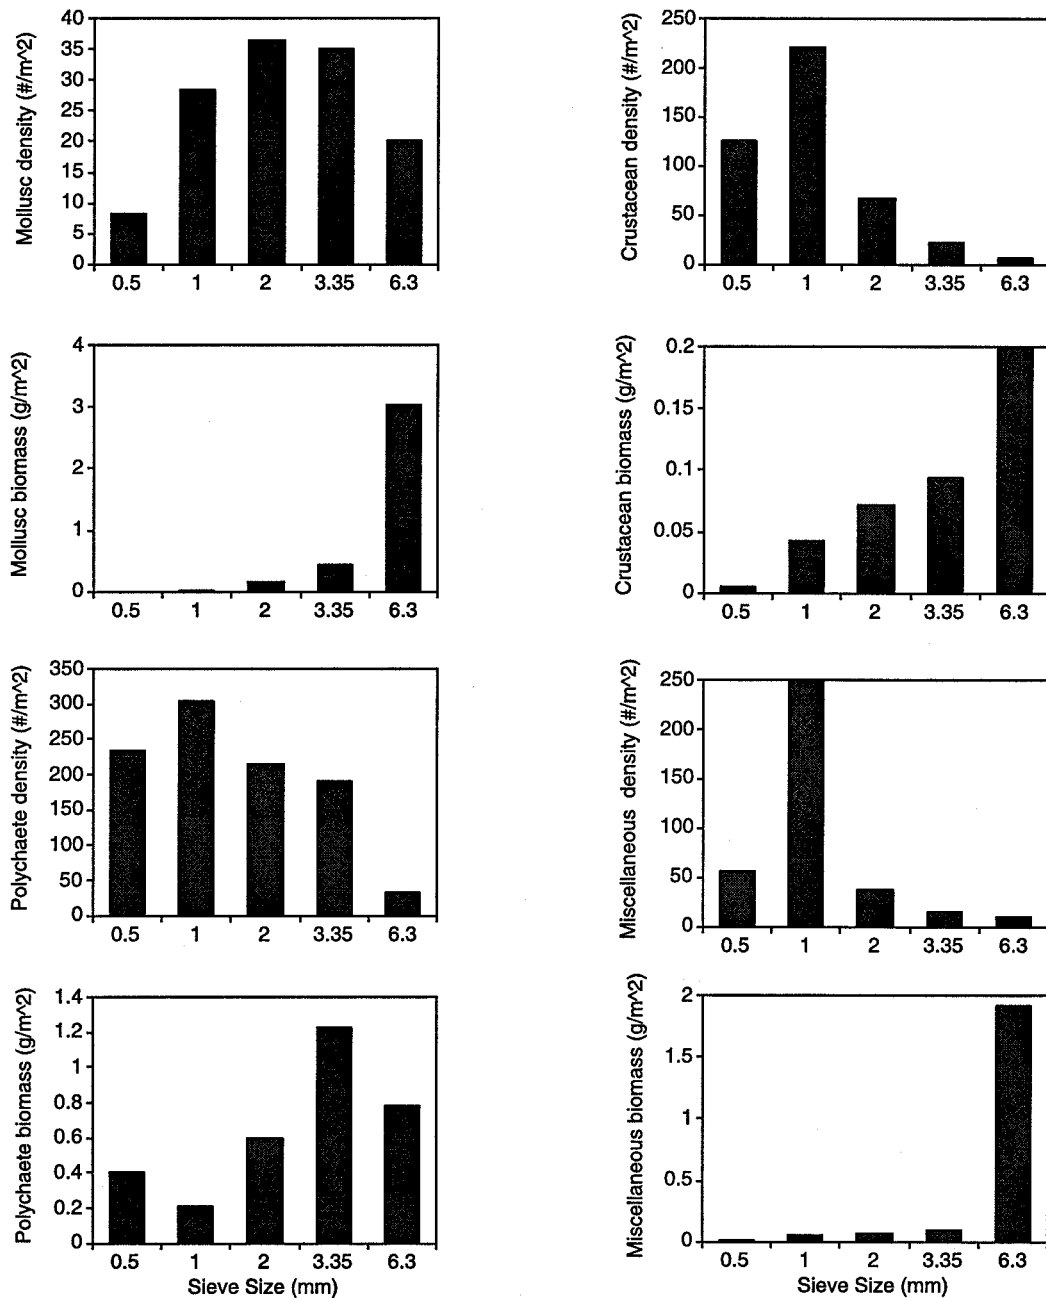 Mollusc density (#/m^2)
40
35
30
25
20
15
10
5
0
0.5 1 2 3.35 6.3
Crustacean density (#/m^2)
250
200
150
100
50
0
0.5 1 2 3.35 6.3
Mollusc biomass (g/m^2)
4
3
2
1
0
0.5 1 2 3.35 6.3
Crustacean biomass (g/m^2)
0.2
0.15
0.1
0.05
0
0.5 1 2 3.35 6.3
Polychaete density (#/m^2)
350
300
250
200
150
100
50
0
0.5 1 2 3.35 6.3
Miscellaneous density (#/m^2)
250
200
150
100
50
0
0.5 1 2 3.35 6.3
Polychaete biomass (g/m^2)
1.4
1.2
1
0.8
0.6
0.4
0.2
0
0.5 1 2 3.35 6.3
Sieve Size (mm)
Miscellaneous biomass (g/m^2)
2
1.5
1
0.5
0
0.5 1 2 3.35 6.3
Sieve Size (mm)